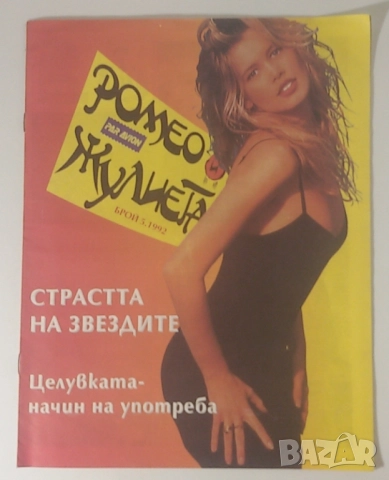 РОМЕО
PAR AVION
ЖУЛИЕТА
БРОЙ 5, 1992
СТРАСТТА
НА ЗВЕЗДИТЕ
Целувката-
начин на употреба
BAZAR